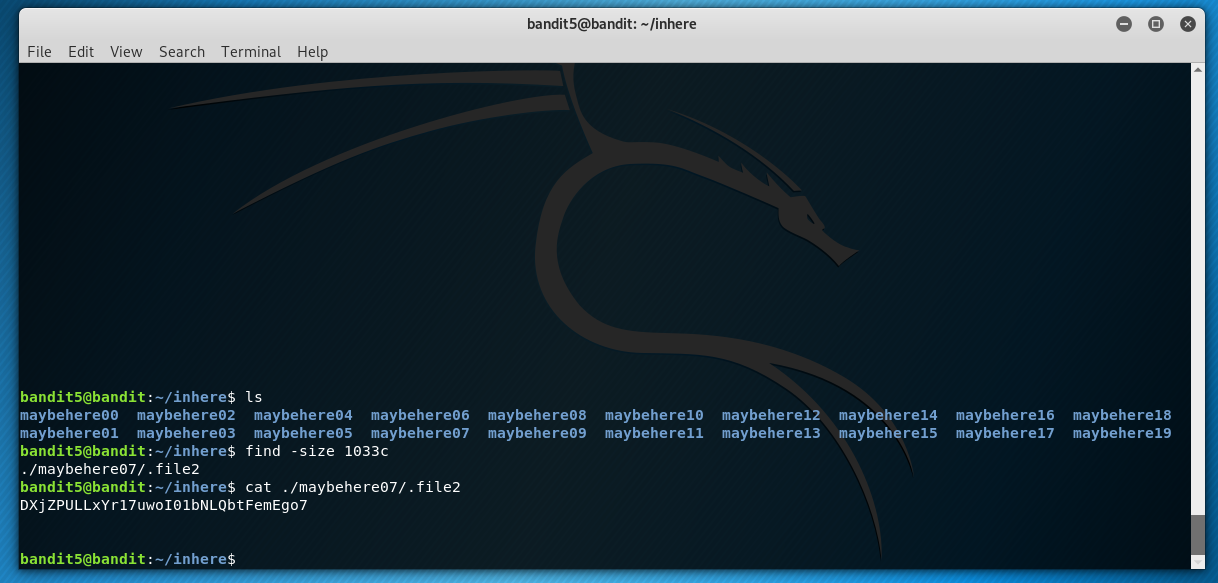 bandit5@bandit: ~/inhere
File Edit View Search Terminal Help
bandit5@bandit:~/inhere$ ls
maybehere00 maybehere02 maybehere04 maybehere06 maybehere08 maybehere10 maybehere12 maybehere14 maybehere16 maybehere18
maybehere01 maybehere03 maybehere05 maybehere07 maybehere09 maybehere11 maybehere13 maybehere15 maybehere17 maybehere19
bandit5@bandit:~/inhere$ find -size 1033c
./maybehere07/.file2
bandit5@bandit:~/inhere$ cat ./maybehere07/.file2
DXjZPULLxYr17uwoI01bNLQbtFemEgo7
bandit5@bandit:~/inhere$